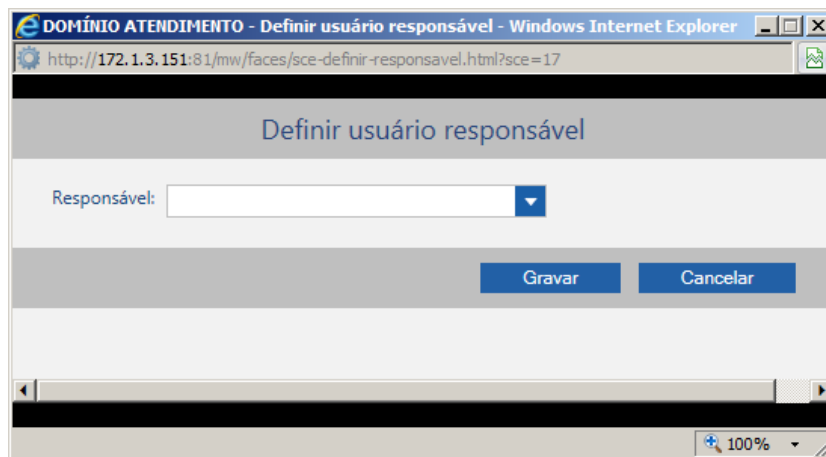 DOMÍNIO ATENDIMENTO - Definir usuário responsável - Windows Internet Explorer
http://172.1.3.151:81/mw/faces/sce-definir-responsavel.html?sce=17
Definir usuário responsável
Responsável:
Gravar Cancelar
100%